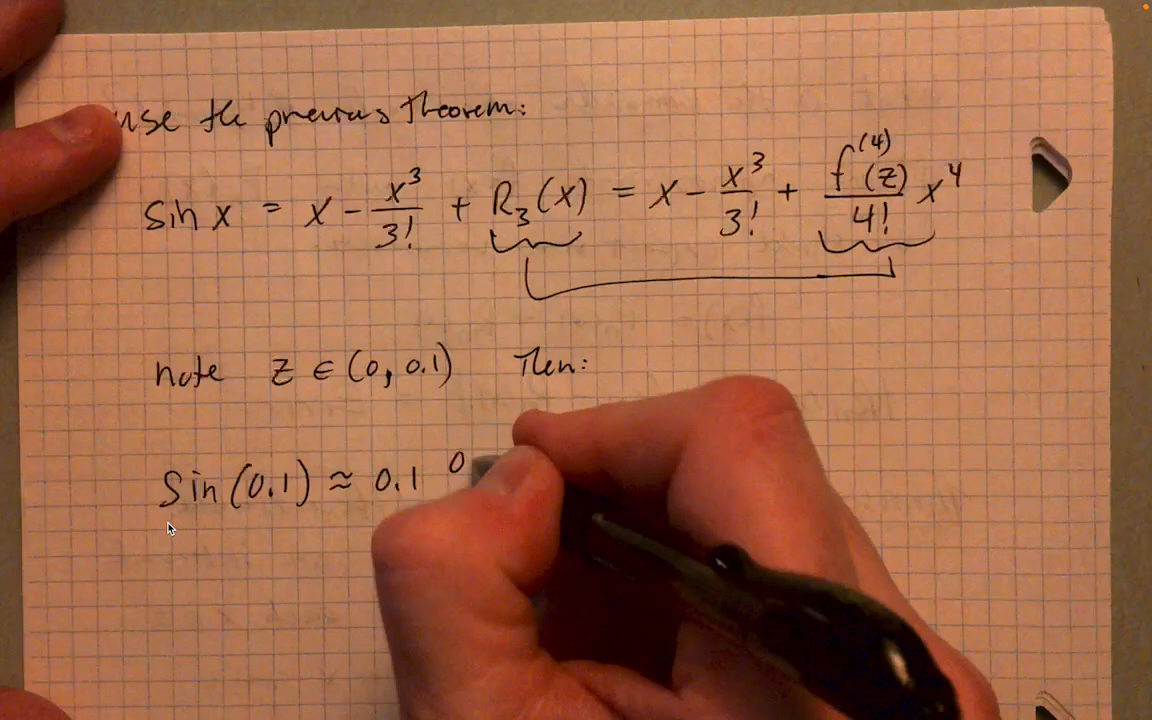 use the previous Theorem:
sin x = x - x³/3! + R₃(x) = x - x³/3! + f⁽⁴⁾(z)/4! x⁴
note z ∈ (0, 0.1) Then:
Sin(0.1) ≈ 0.1 0